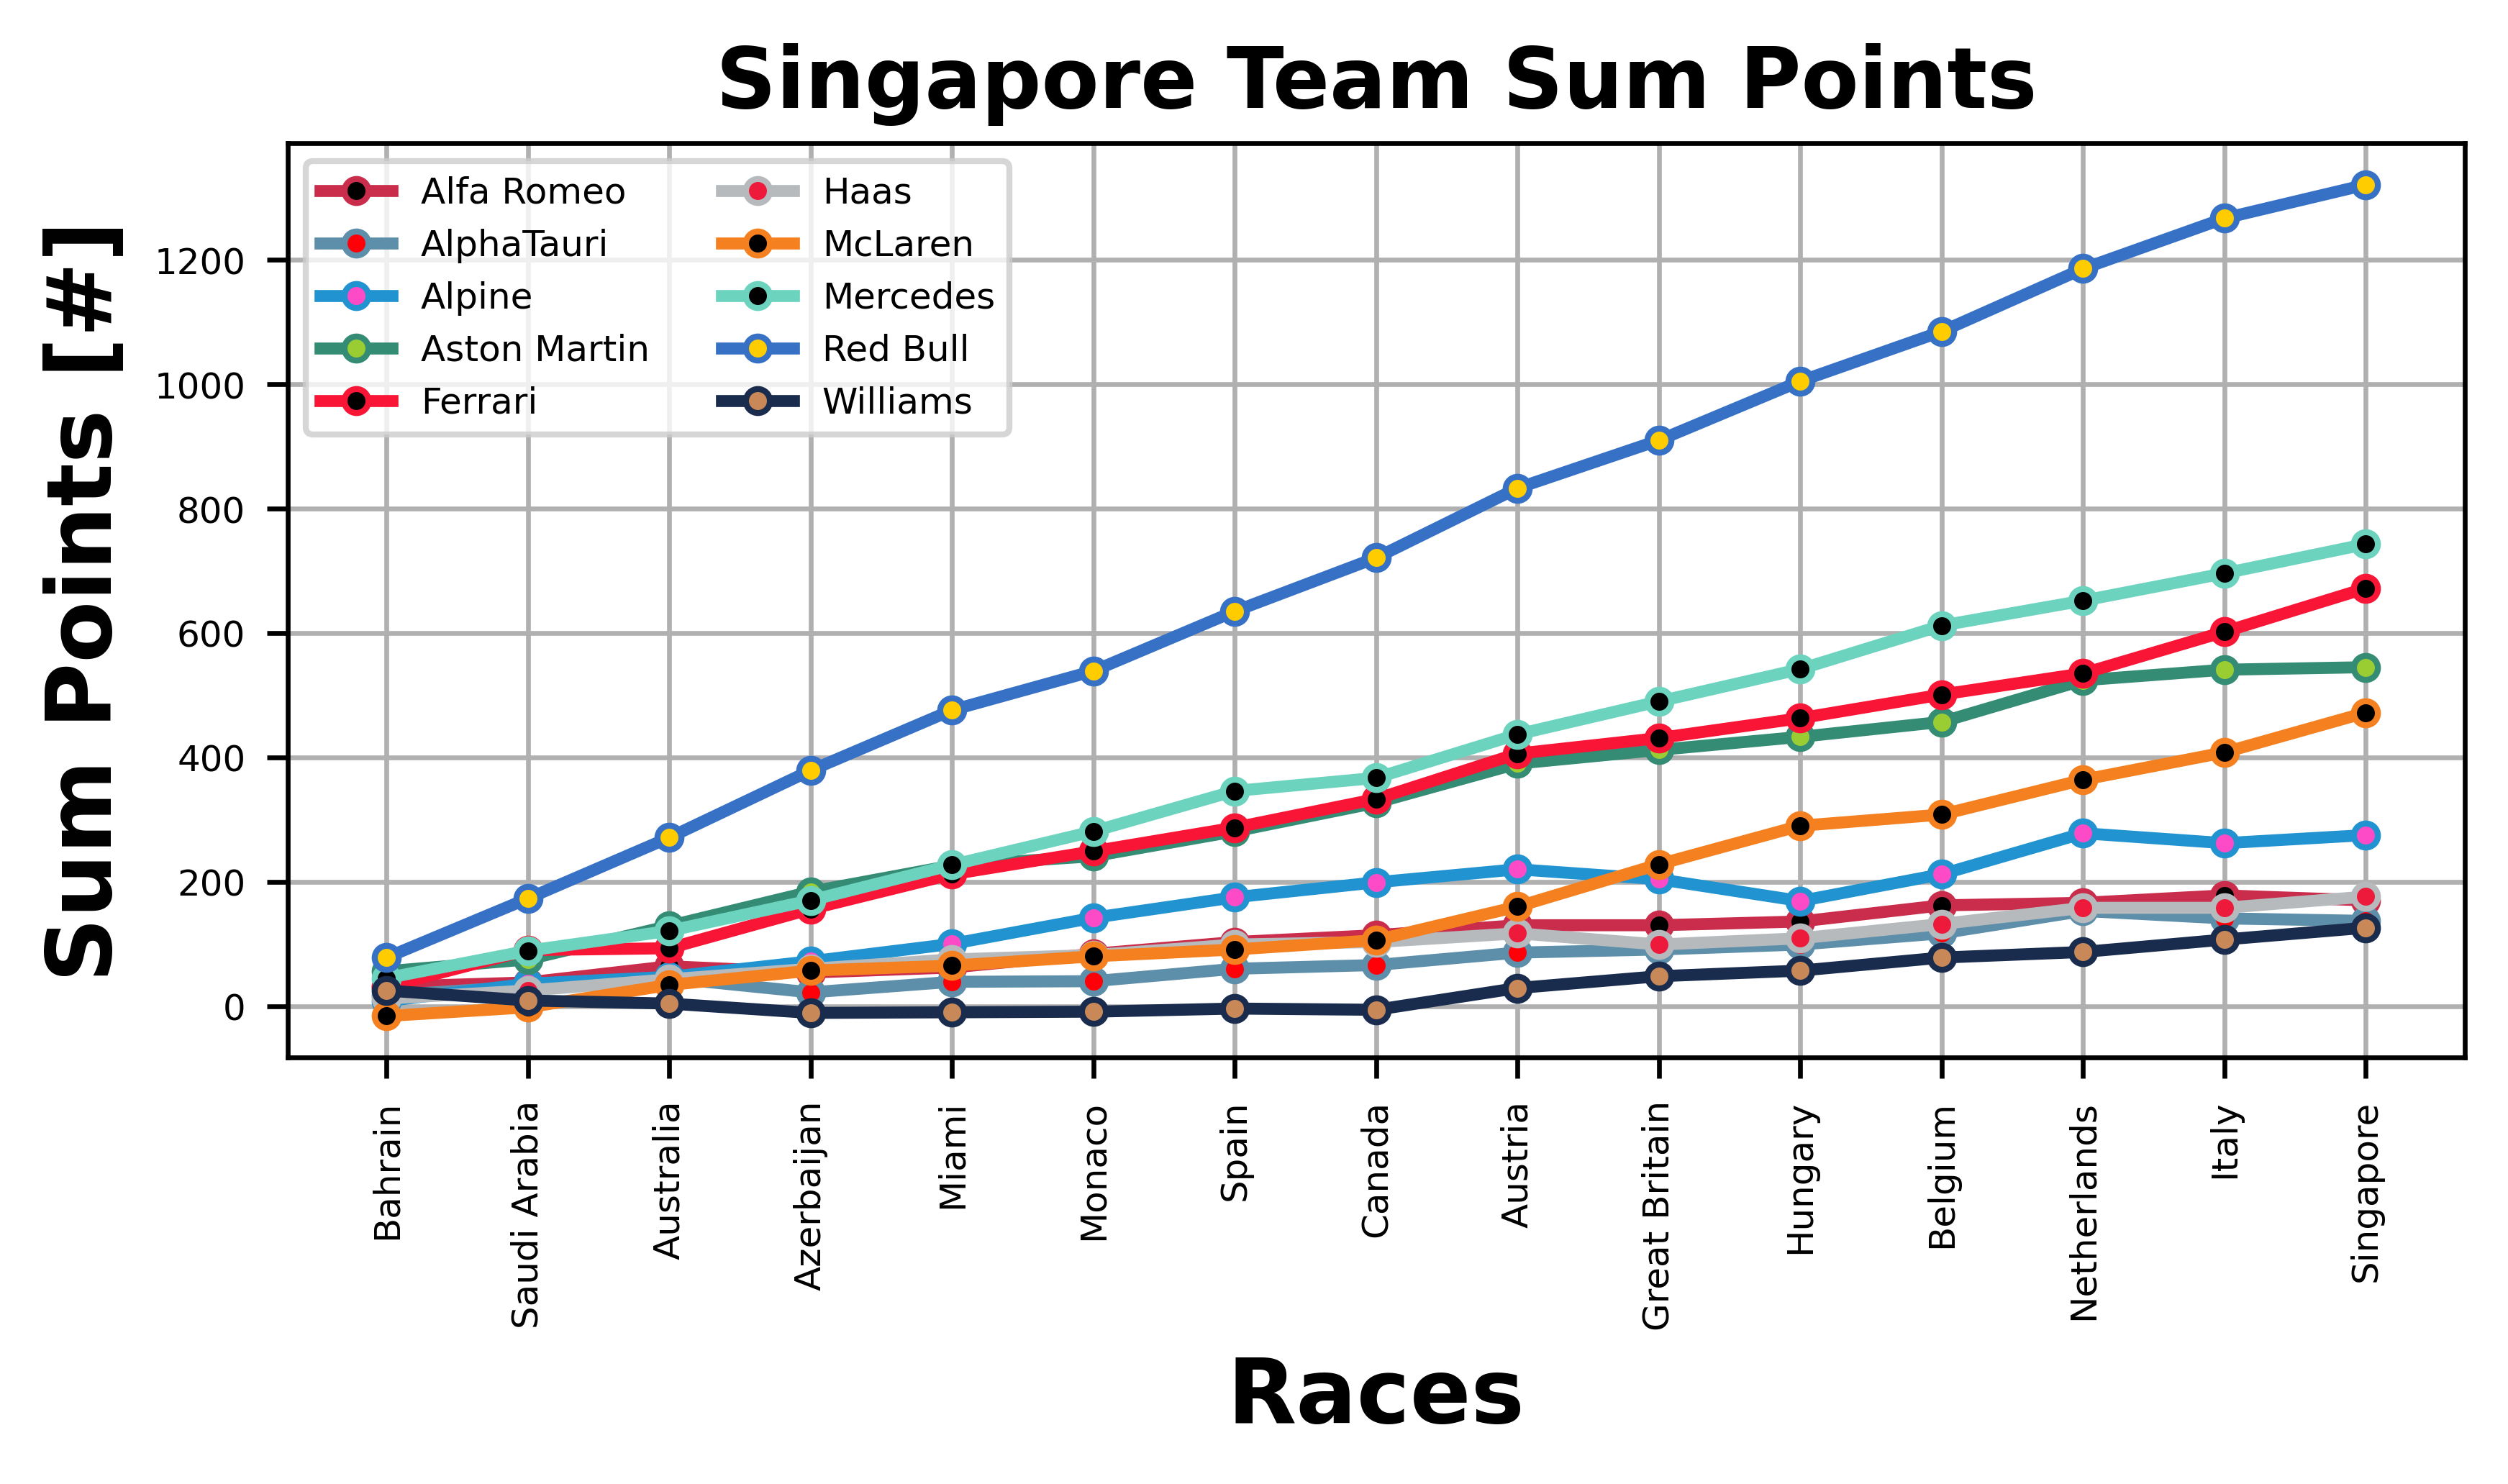 Singapore Team Sum Points
Sum Points [#]
1200
1000
800
600
400
200
0
Alfa Romeo
AlphaTauri
Alpine
Aston Martin
Ferrari
Haas
McLaren
Mercedes
Red Bull
Williams
Bahrain
Saudi Arabia
Australia
Azerbaijan
Miami
Monaco
Spain
Canada
Austria
Great Britain
Hungary
Belgium
Netherlands
Italy
Singapore
Races